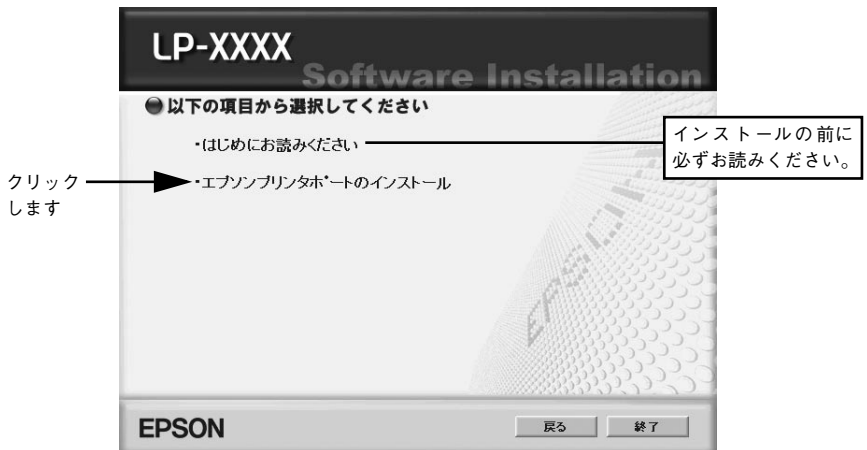 LP-XXXX
Software Installation
以下の項目から選択してください
・はじめにお読みください
インストールの前に
必ずお読みください。
クリック
します
・エプソンプリンタポートのインストール
EPSON
EPSON
戻る
終了